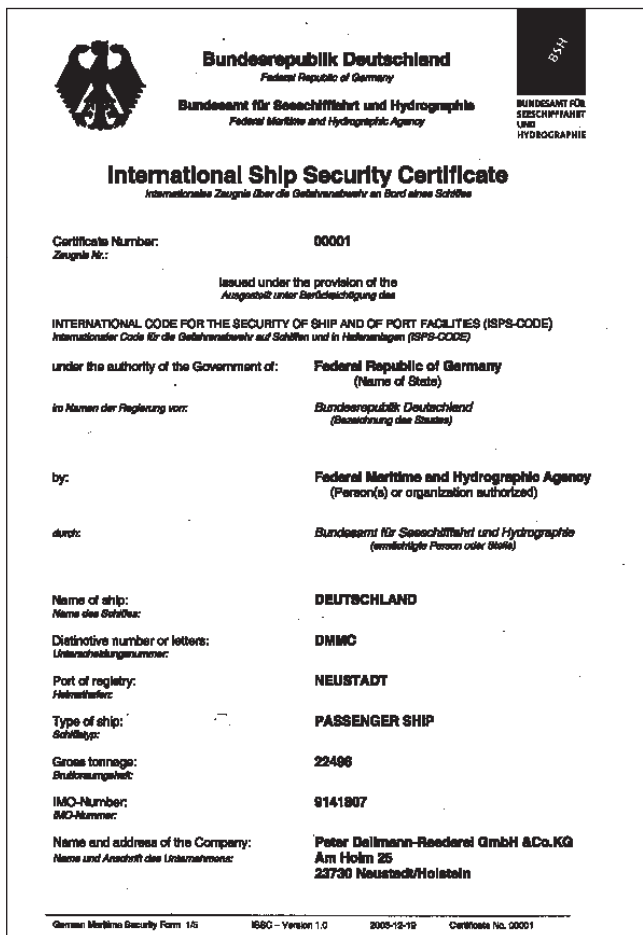 BSH
Bundesrepublik Deutschland
Federal Republic of Germany
Bundesamt für Seeschifffahrt und Hydrographie
Federal Maritime and Hydrographic Agency
BUNDESAMT FÜR
SEESCHIFFFAHRT
UND
HYDROGRAPHIE
International Ship Security Certificate
Internationales Zeugnis über die Gefahrenabwehr an Bord eines Schiffes
Certificate Number: 00001
Zeugnis Nr.:
Issued under the provision of the
Ausgestellt unter Berücksichtigung des
INTERNATIONAL CODE FOR THE SECURITY OF SHIP AND OF PORT FACILITIES (ISPS-CODE)
Internationaler Code für die Gefahrenabwehr auf Schiffen und in Hafenanlagen (ISPS-CODE)
under the authority of the Government of: Federal Republic of Germany
(Name of State)
im Namen der Regierung von: Bundesrepublik Deutschland
(Bezeichnung des Staates)
by: Federal Maritime and Hydrographic Agency
(Person(s) or organization authorized)
durch: Bundesamt für Seeschifffahrt und Hydrographie
(ermächtigte Person oder Stelle)
Name of ship: DEUTSCHLAND
Name des Schiffes:
Distinctive number or letters: DMMC
Unterscheidungsnummer:
Port of registry: NEUSTADT
Heimathafen:
Type of ship: PASSENGER SHIP
Schiffstyp:
Gross tonnage: 22496
Bruttoraumgehalt:
IMO-Number: 9141807
IMO-Nummer:
Name and address of the Company: Peter Deilmann-Reederei GmbH &Co.KG
Name und Anschrift des Unternehmens: Am Holm 25
23730 Neustadt/Holstein
German Maritime Security Form 1/5 ISSC – Version 1.0 2003-12-19 Certificate No. 00001